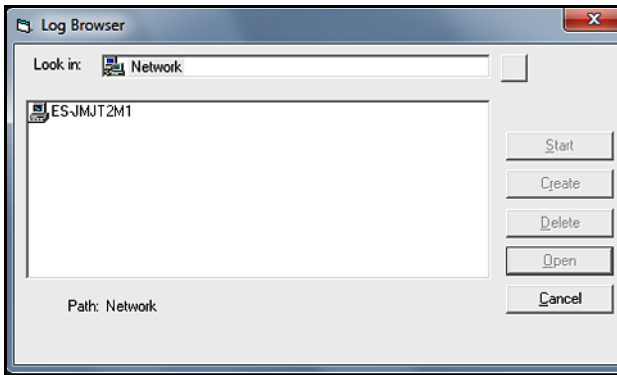 Log Browser
Look in: Network
ES-JMJT2M1
Start
Create
Delete
Open
Cancel
Path: Network